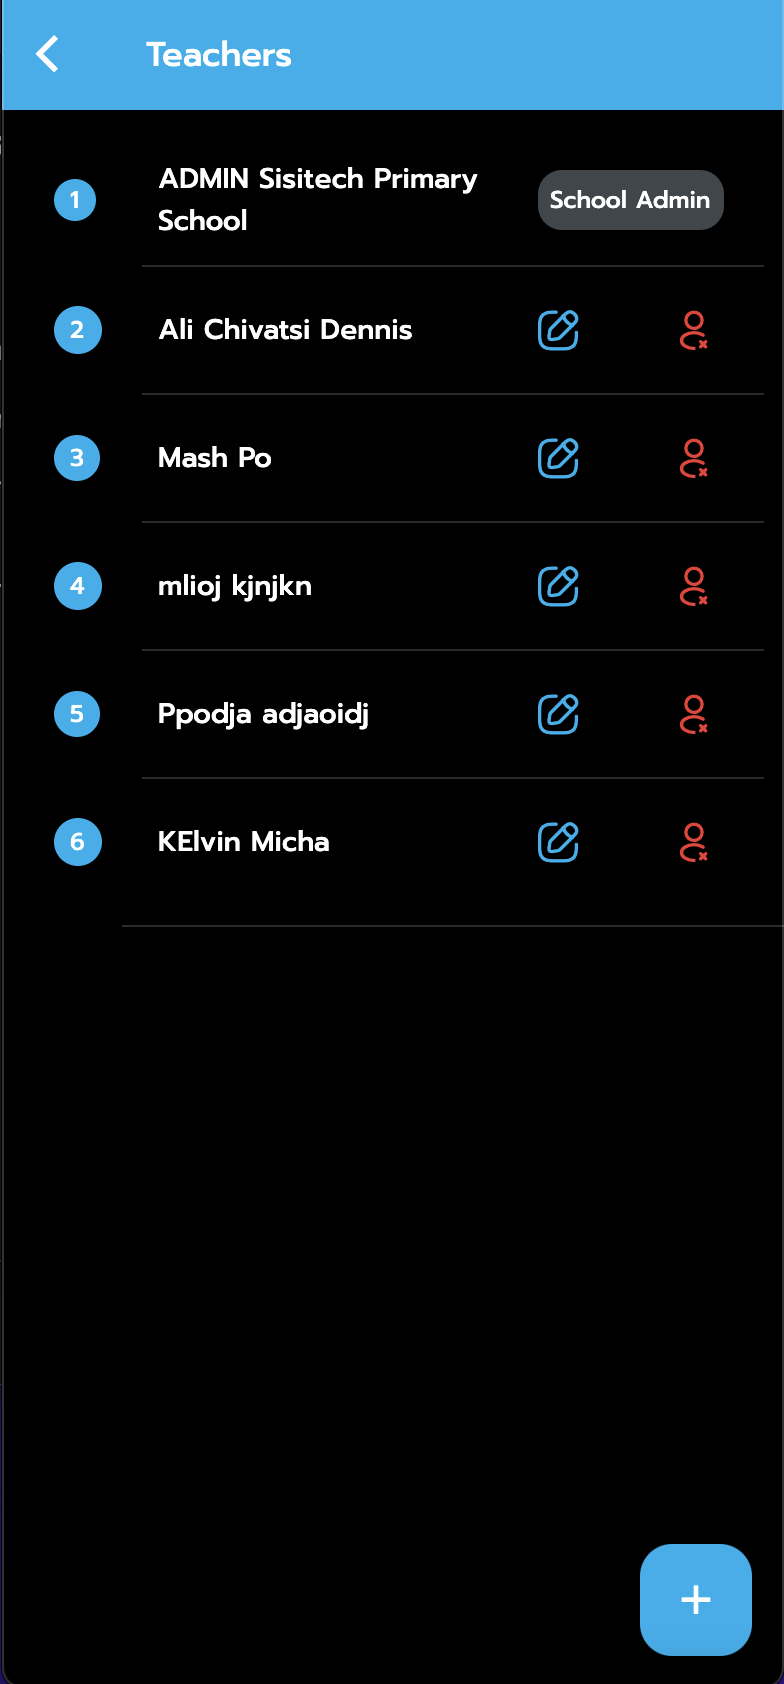 Teachers
1
ADMIN Sisitech Primary
School
School Admin
2
Ali Chivatsi Dennis
3
Mash Po
4
mlioj kjnjkn
5
Ppodja adjaoidj
6
KElvin Micha
+